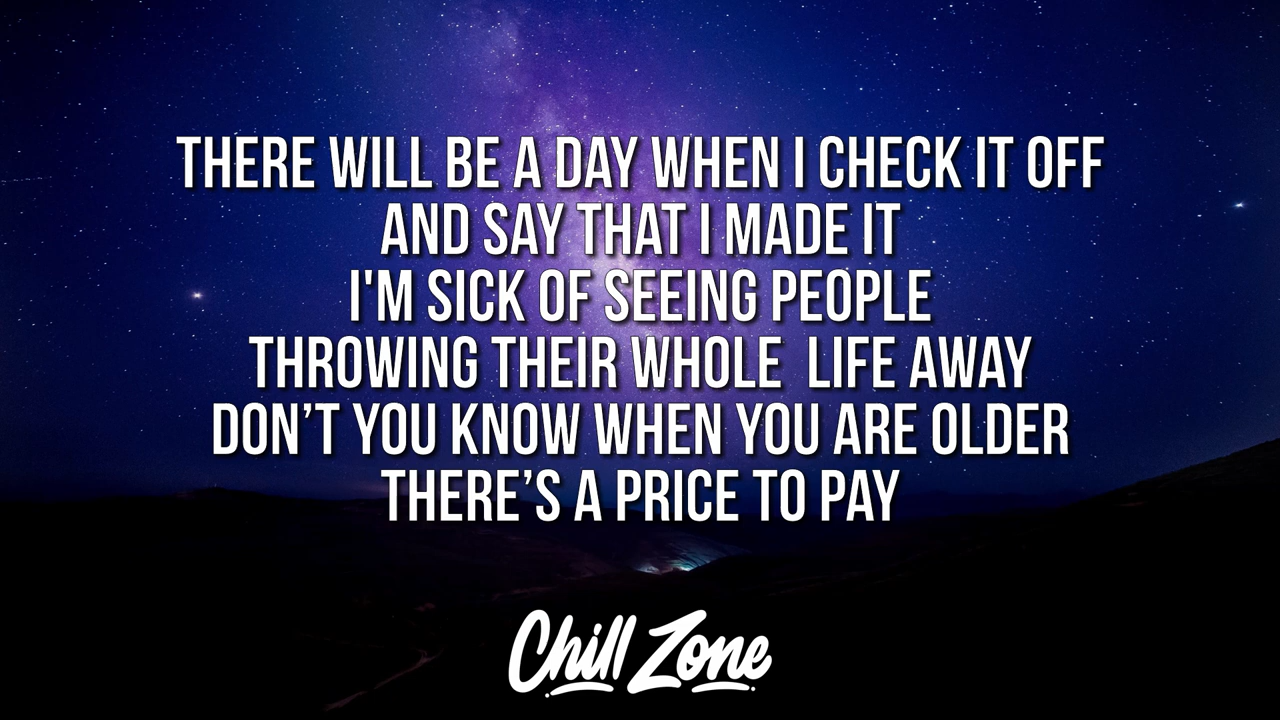 THERE WILL BE A DAY WHEN I CHECK IT OFF
AND SAY THAT I MADE IT
I'M SICK OF SEEING PEOPLE
THROWING THEIR WHOLE  LIFE AWAY
DON’T YOU KNOW WHEN YOU ARE OLDER
THERE’S A PRICE TO PAY
Chill Zone